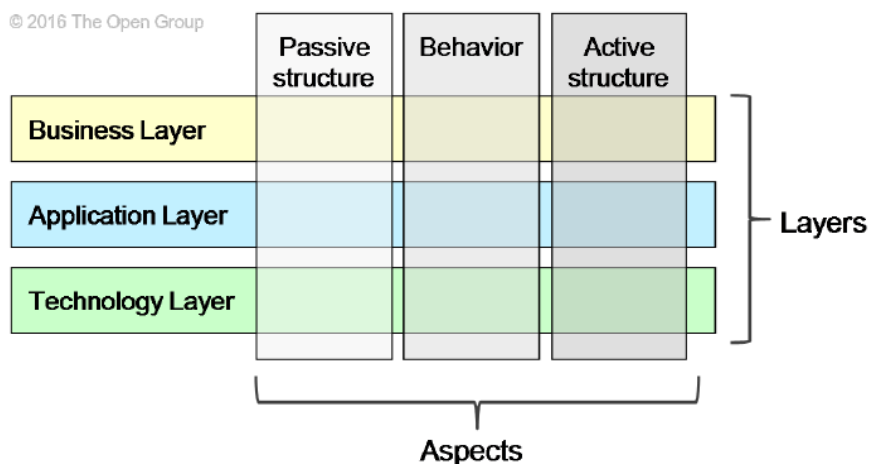 © 2016 The Open Group
Passive
structure
Behavior
Active
structure
Business Layer
Application Layer
Technology Layer
Layers
Aspects